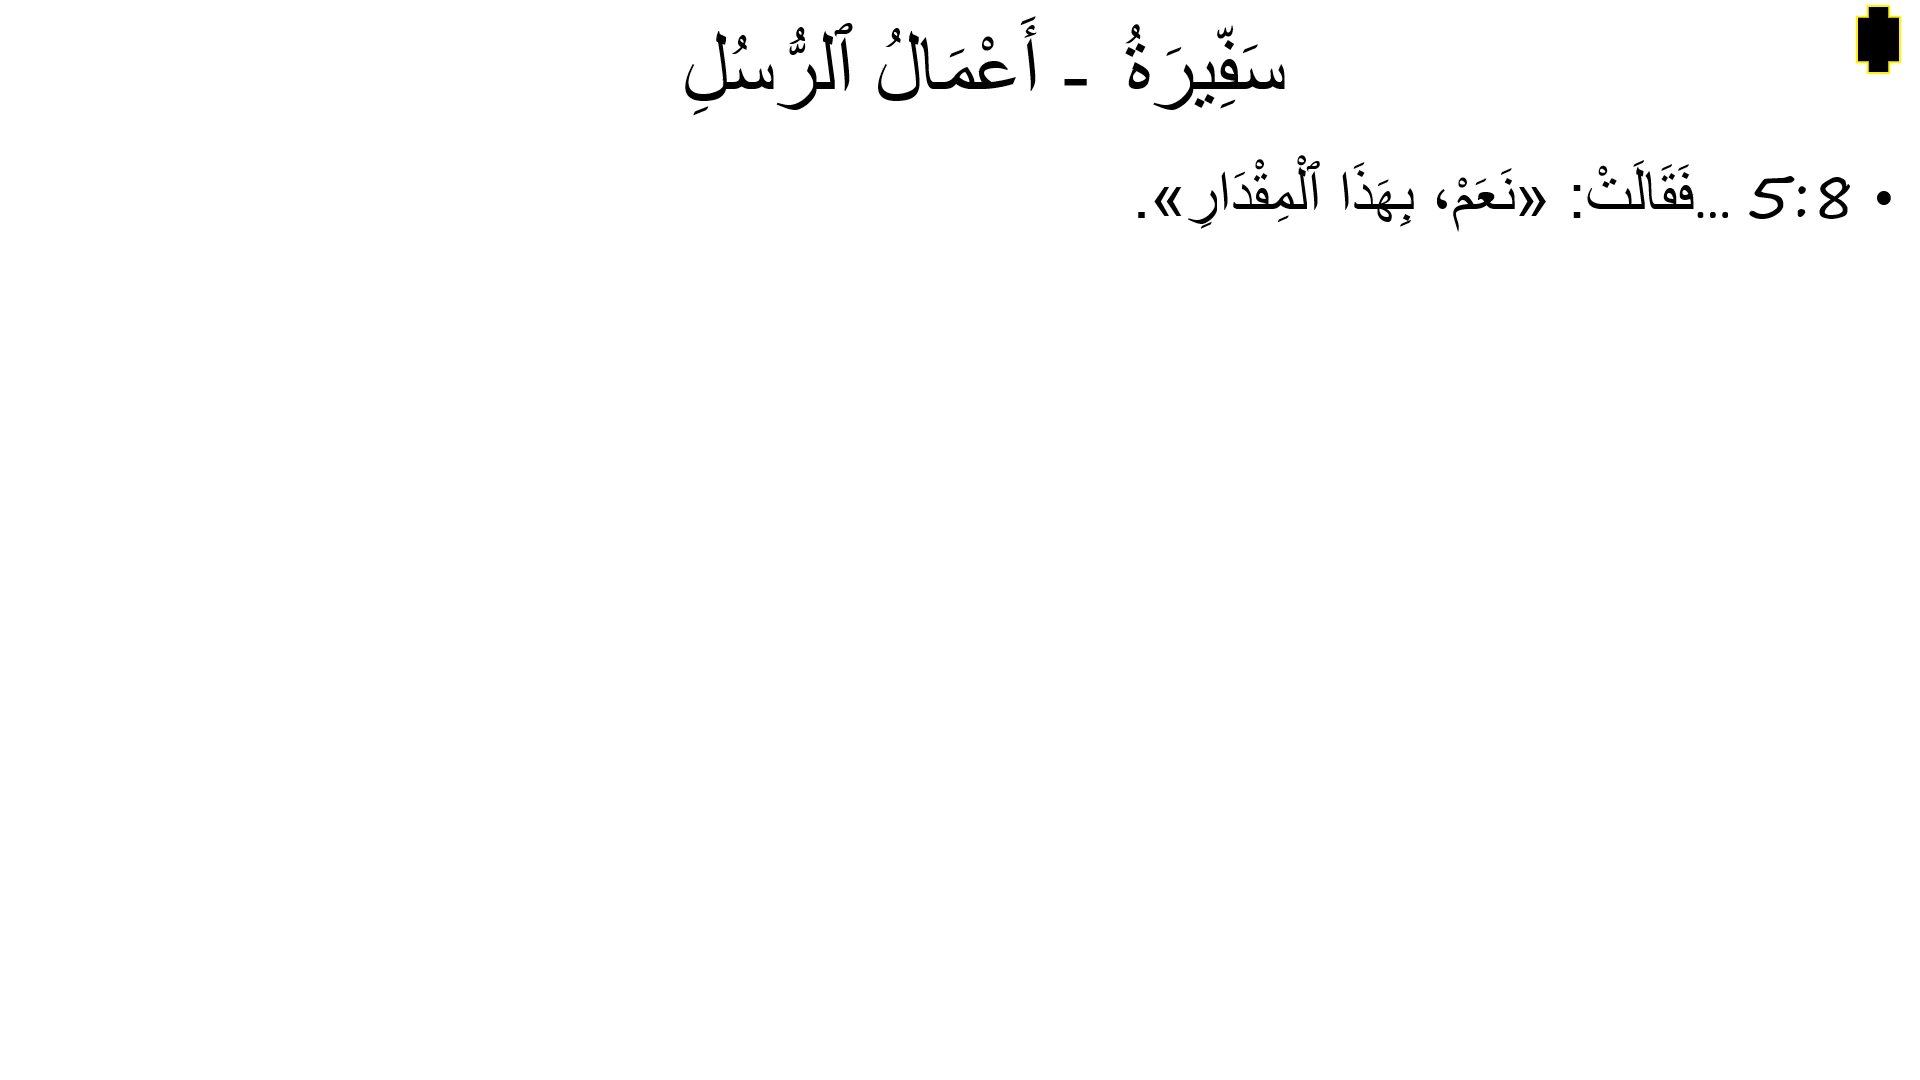 سَفِّيرَةُ - أَعْمَالُ ٱلرُّسُلِ
• 5:8 ...فَقَالَتْ: «نَعَمْ، بِهَذَا ٱلْمِقْدَارِ».